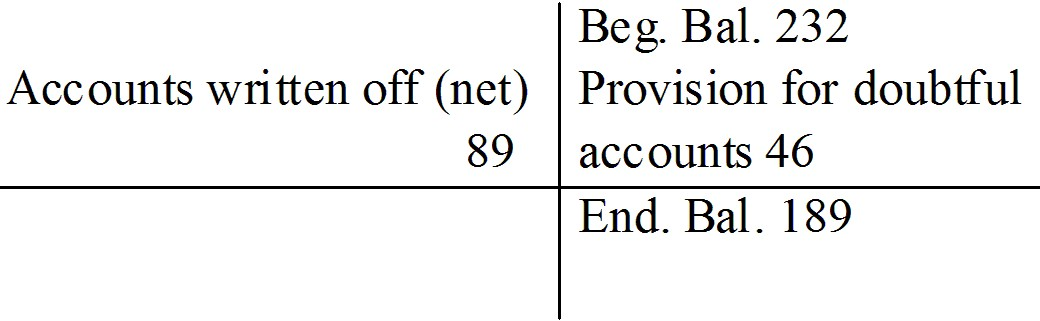 Beg. Bal. 232
Accounts written off (net)
89
Provision for doubtful
accounts 46
End. Bal. 189